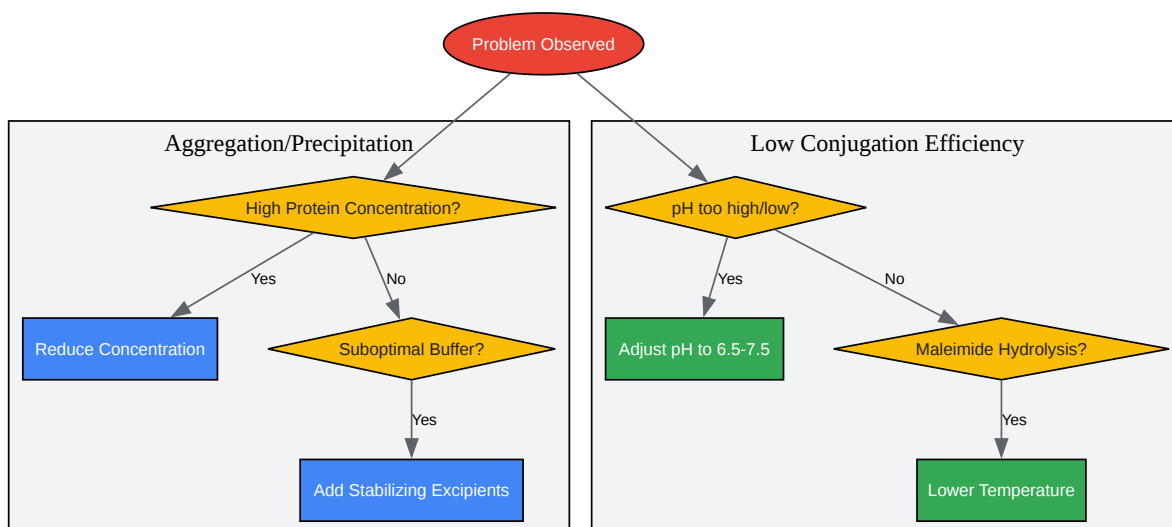 Problem Observed
Aggregation/Precipitation
Low Conjugation Efficiency
High Protein Concentration?
pH too high/low?
Yes
No
Yes
No
Reduce Concentration
Suboptimal Buffer?
Adjust pH to 6.5-7.5
Maleimide Hydrolysis?
Yes
Yes
Add Stabilizing Excipients
Lower Temperature